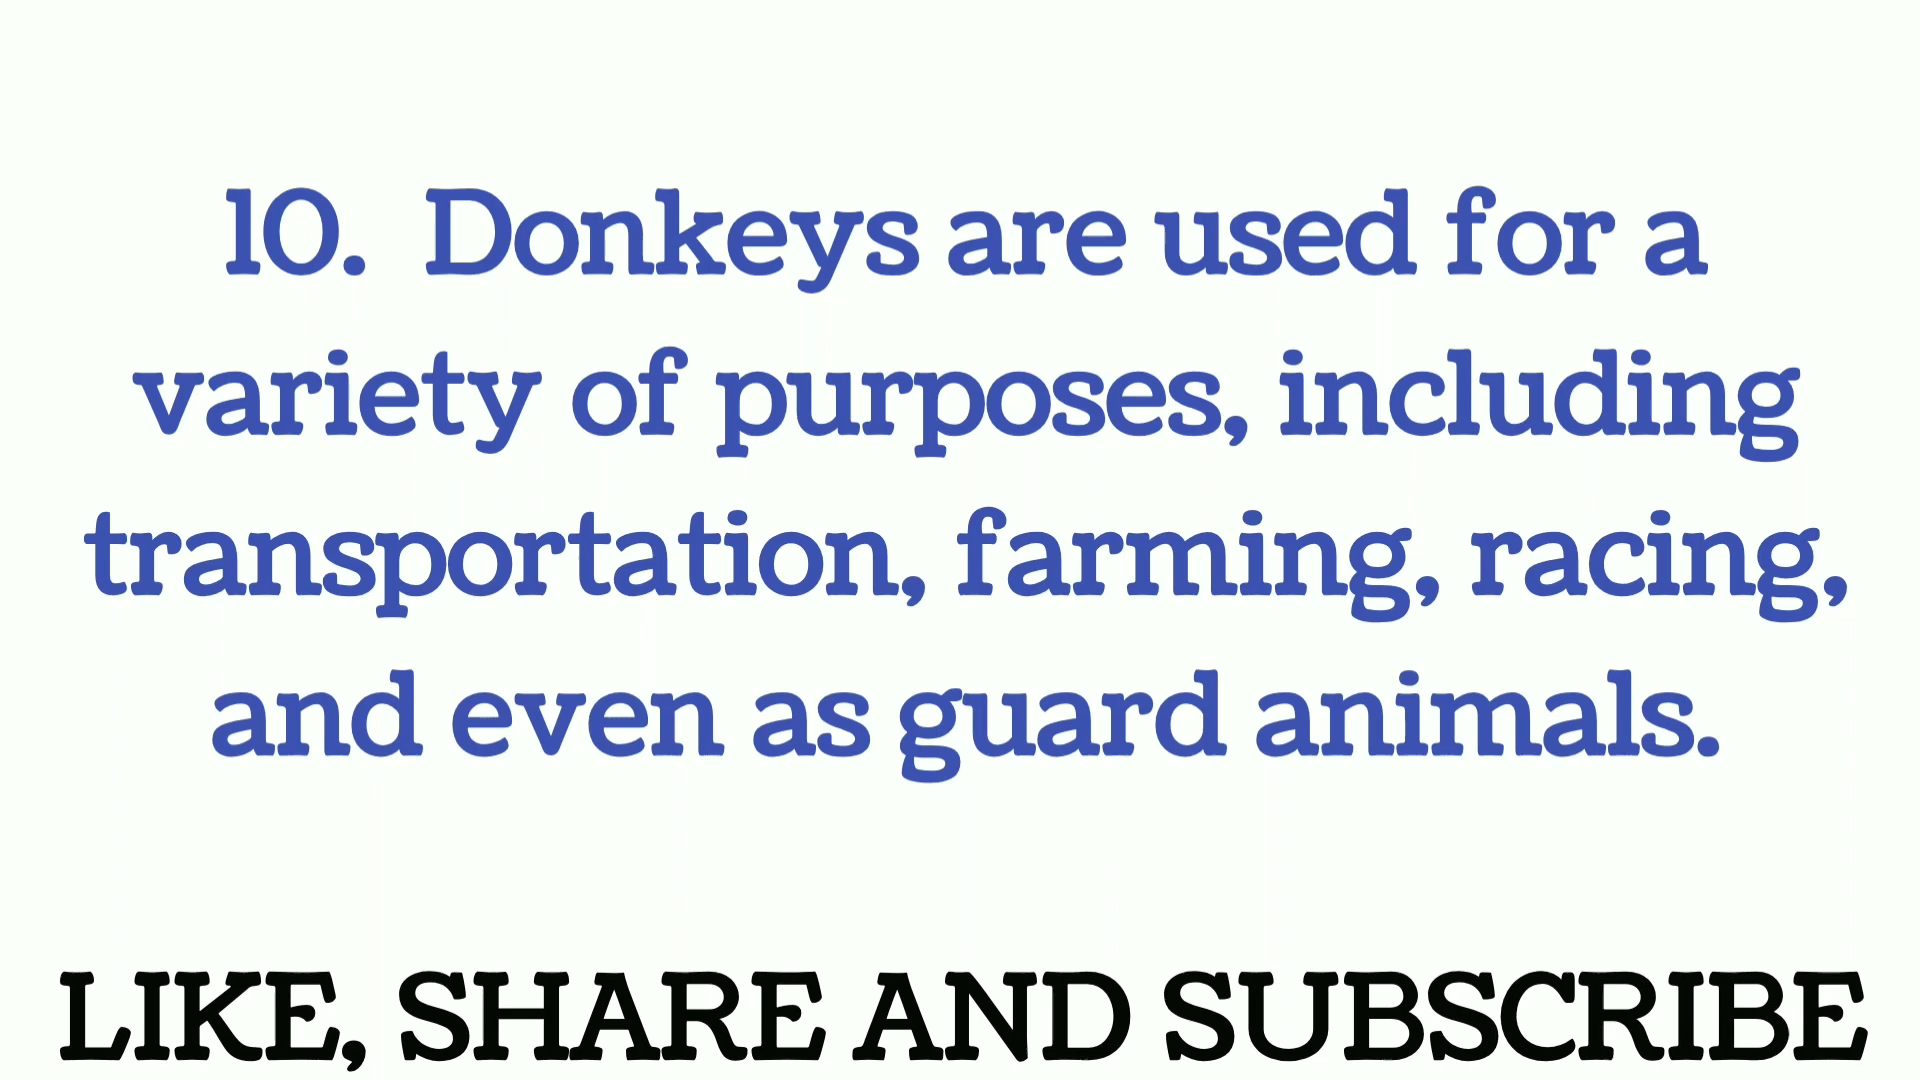 10. Donkeys are used for a
variety of purposes, including
transportation, farming, racing,
and even as guard animals.
LIKE, SHARE AND SUBSCRIBE